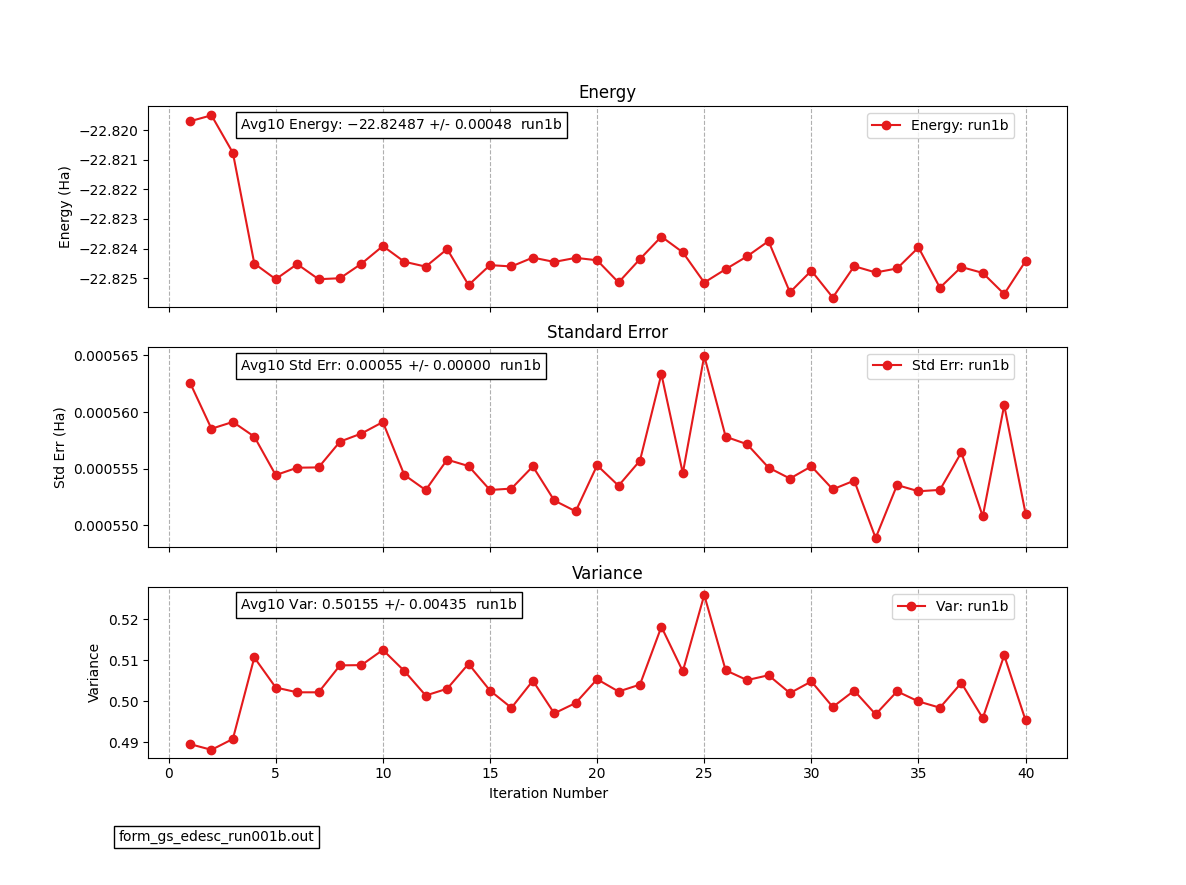 Energy
Avg10 Energy: −22.82487 +/- 0.00048 run1b
Energy: run1b
Energy (Ha)
−22.820
−22.821
−22.822
−22.823
−22.824
−22.825
Standard Error
Avg10 Std Err: 0.00055 +/- 0.00000 run1b
Std Err: run1b
Std Err (Ha)
0.000565
0.000560
0.000555
0.000550
Variance
Avg10 Var: 0.50155 +/- 0.00435 run1b
Var: run1b
Variance
0.52
0.51
0.50
0.49
0 5 10 15 20 25 30 35 40
Iteration Number
form_gs_edesc_run001b.out